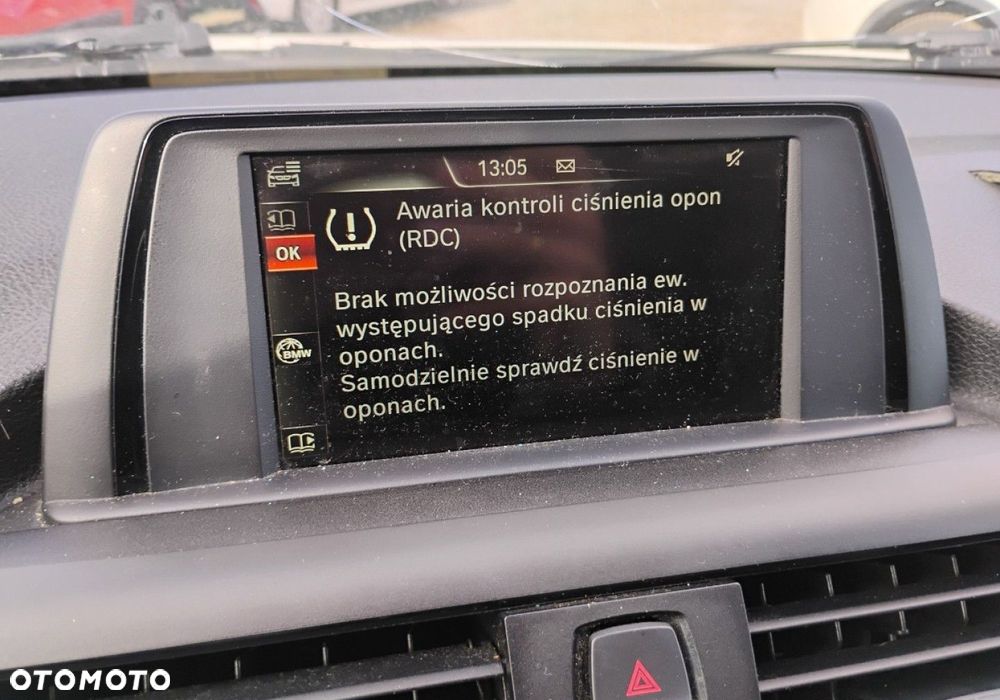 13:05
Awaria kontroli ciśnienia opon
(RDC)
OK
Brak możliwości rozpoznania ew.
występującego spadku ciśnienia w
oponach.
Samodzielnie sprawdź ciśnienie w
oponach.
BMW
OTOMOTO